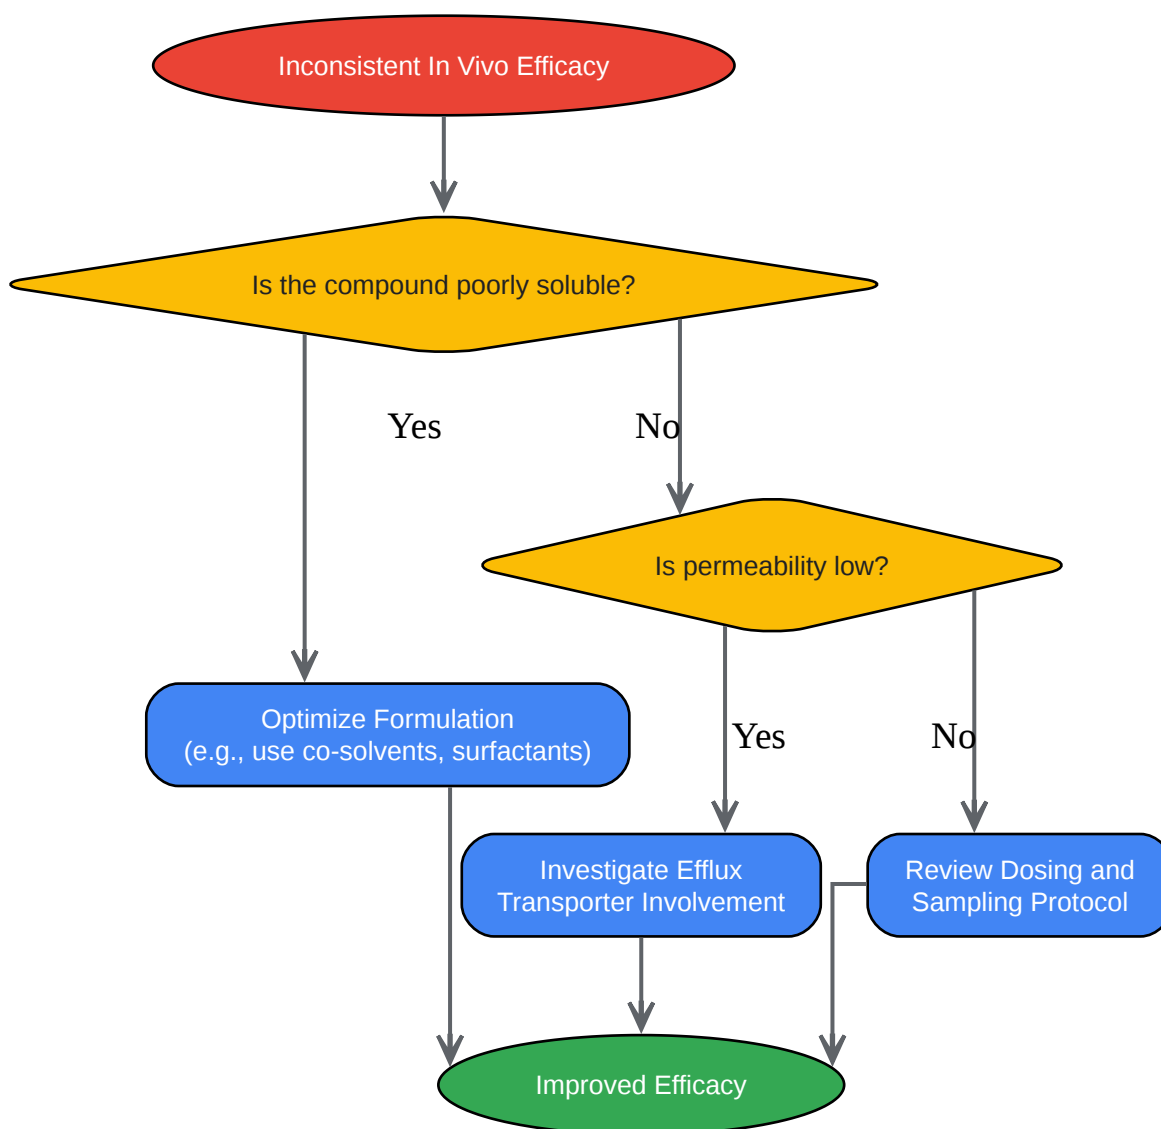 Inconsistent In Vivo Efficacy
Is the compound poorly soluble?
Yes
No
Is permeability low?
Optimize Formulation
(e.g., use co-solvents, surfactants)
Yes
No
Investigate Efflux
Transporter Involvement
Review Dosing and
Sampling Protocol
Improved Efficacy